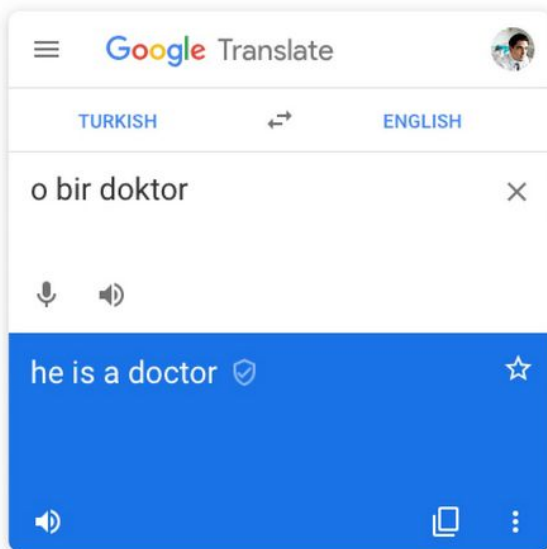 Google Translate
TURKISH ENGLISH
o bir doktor
he is a doctor